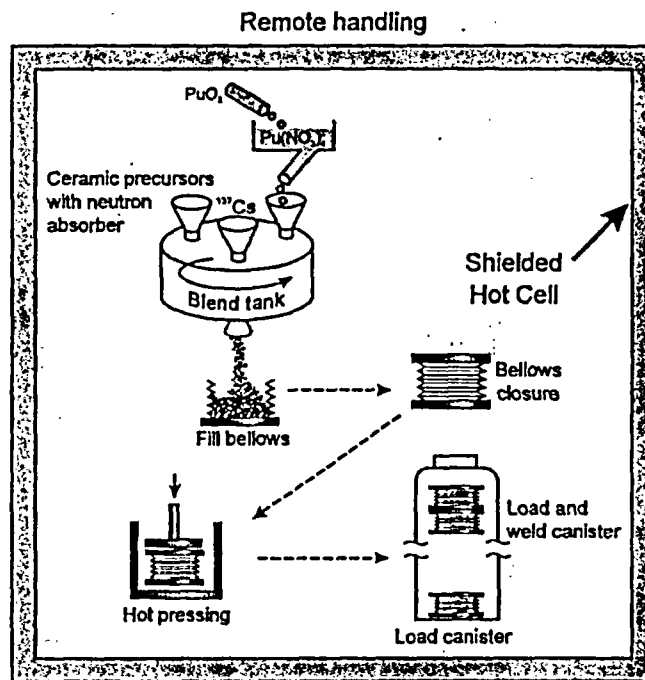 Remote handling
PuO₂
Pu(NO₃)₄
Ceramic precursors
with neutron
absorber
¹³⁷Cs
Blend tank
Shielded
Hot Cell
Fill bellows
Bellows
closure
Hot pressing
Load and
weld canister
Load canister